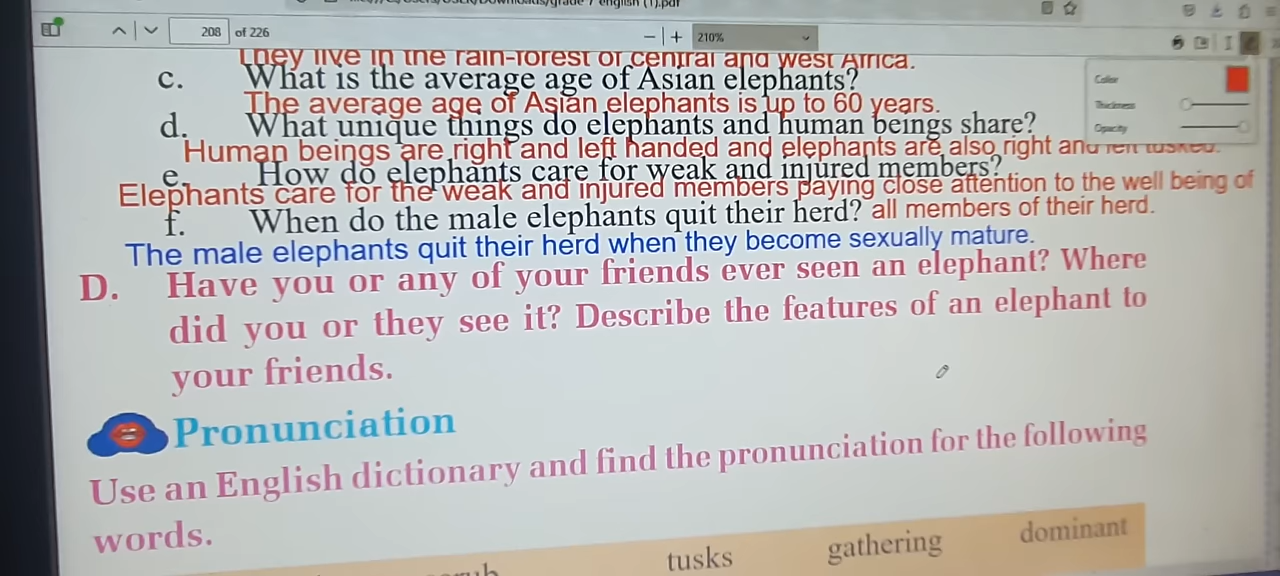 208 of 226 210%
Color
Thickness
Opacity
They live in the rain-forest of central and west Africa.
c. What is the average age of Asian elephants?
The average age of Asian elephants is up to 60 years.
d. What unique things do elephants and human beings share?
Human beings are right and left handed and elephants are also right and left tusked.
e. How do elephants care for weak and injured members?
Elephants care for the weak and injured members paying close attention to the well being of
f. When do the male elephants quit their herd? all members of their herd.
The male elephants quit their herd when they become sexually mature.
D. Have you or any of your friends ever seen an elephant? Where
did you or they see it? Describe the features of an elephant to
your friends.
Pronunciation
Use an English dictionary and find the pronunciation for the following
words.
tusks gathering dominant